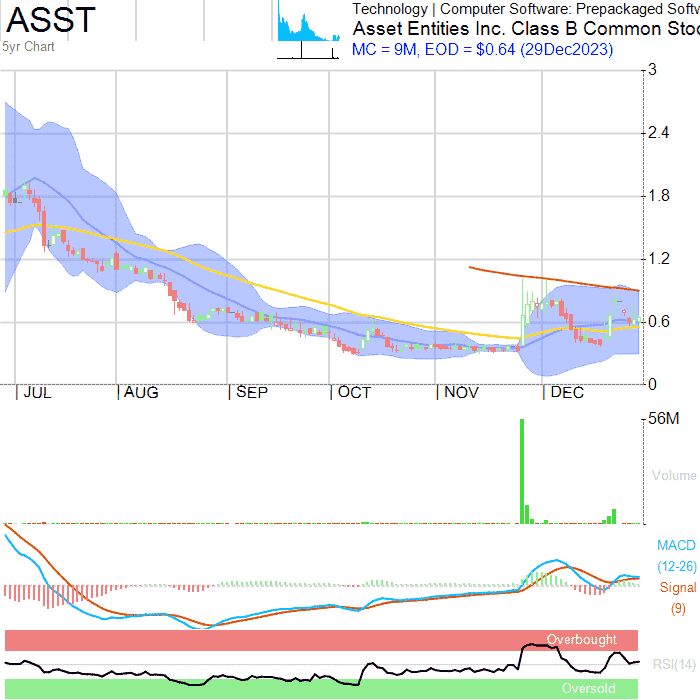 ASST
5yr Chart
Technology | Computer Software: Prepackaged Softw
Asset Entities Inc. Class B Common Stoc
MC = 9M, EOD = $0.64 (29Dec2023)
3
2.4
1.8
1.2
0.6
0
JUL AUG SEP OCT NOV DEC
56M
Volume
MACD
(12-26)
Signal
(9)
Overbought
RSI(14)
Oversold